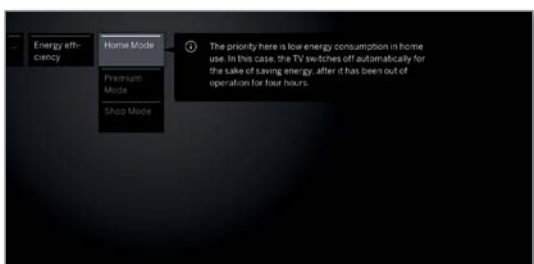 ...
Energy effi-
ciency
Home Mode
The priority here is low energy consumption in home
use. In this case, the TV switches off automatically for
the sake of saving energy, after it has been out of
operation for four hours.
Premium
Mode
Shop Mode